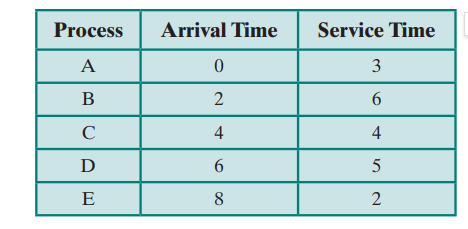 Process Arrival Time Service Time
A 0 3
B 2 6
C 4 4
D 6 5
E 8 2